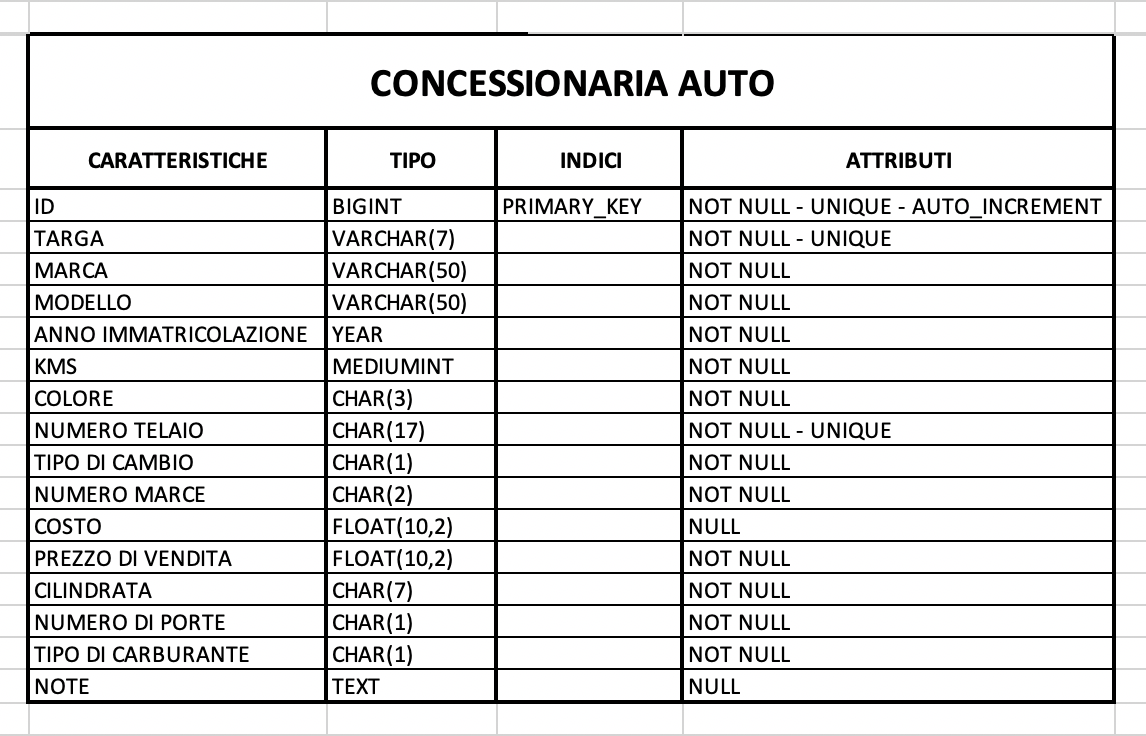 CONCESSIONARIA AUTO
CARATTERISTICHE TIPO INDICI ATTRIBUTI
ID BIGINT PRIMARY_KEY NOT NULL - UNIQUE - AUTO_INCREMENT
TARGA VARCHAR(7) NOT NULL - UNIQUE
MARCA VARCHAR(50) NOT NULL
MODELLO VARCHAR(50) NOT NULL
ANNO IMMATRICOLAZIONE YEAR NOT NULL
KMS MEDIUMINT NOT NULL
COLORE CHAR(3) NOT NULL
NUMERO TELAIO CHAR(17) NOT NULL - UNIQUE
TIPO DI CAMBIO CHAR(1) NOT NULL
NUMERO MARCE CHAR(2) NOT NULL
COSTO FLOAT(10,2) NULL
PREZZO DI VENDITA FLOAT(10,2) NOT NULL
CILINDRATA CHAR(7) NOT NULL
NUMERO DI PORTE CHAR(1) NOT NULL
TIPO DI CARBURANTE CHAR(1) NOT NULL
NOTE TEXT NULL